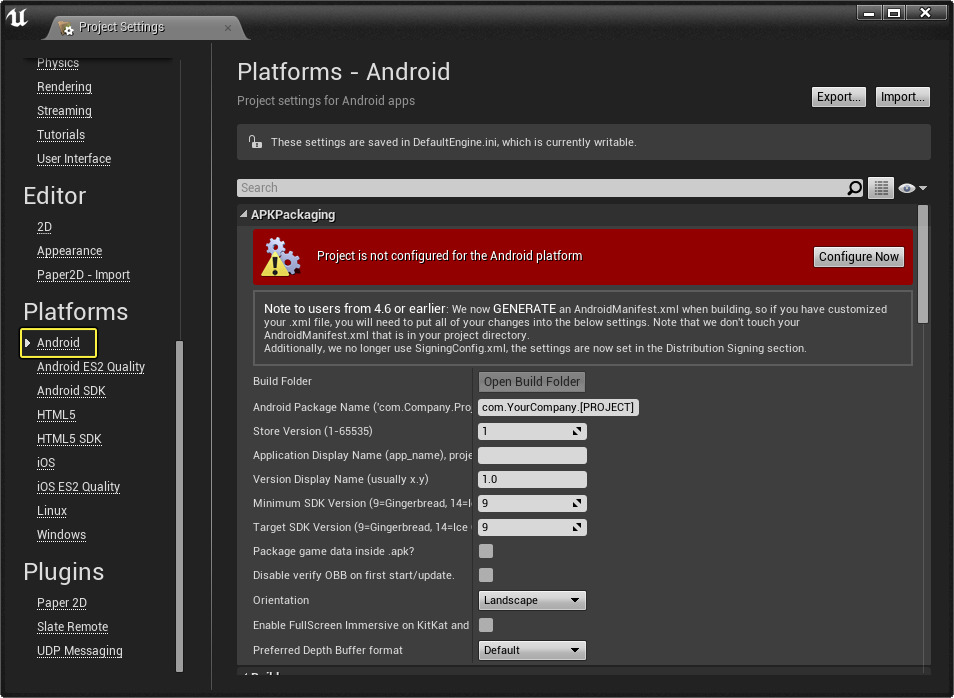 Project Settings
Physics
Rendering
Streaming
Tutorials
User Interface
Editor
2D
Appearance
Paper2D - Import
Platforms
Android
Android ES2 Quality
Android SDK
HTML5
HTML5 SDK
iOS
iOS ES2 Quality
Linux
Windows
Plugins
Paper 2D
Slate Remote
UDP Messaging
Platforms - Android
Project settings for Android apps
Export...
Import...
These settings are saved in DefaultEngine.ini, which is currently writable.
Search
APKPackaging
Project is not configured for the Android platform
Configure Now
Note to users from 4.6 or earlier: We now GENERATE an AndroidManifest.xml when building, so if you have customized
your .xml file, you will need to put all of your changes into the below settings. Note that we don't touch your
AndroidManifest.xml that is in your project directory.
Additionally, we no longer use SigningConfig.xml, the settings are now set in the Distribution Signing section.
Build Folder
Open Build Folder
Android Package Name ('com.Company.Proj
com.YourCompany.[PROJECT]
Store Version (1-65535)
1
Application Display Name (app_name), proje
Version Display Name (usually x.y)
1.0
Minimum SDK Version (9=Gingerbread, 14=Ic
9
Target SDK Version (9=Gingerbread, 14=Ice
9
Package game data inside .apk?
Disable verify OBB on first start/update.
Orientation
Landscape
Enable FullScreen Immersive on KitKat and
Preferred Depth Buffer format
Default